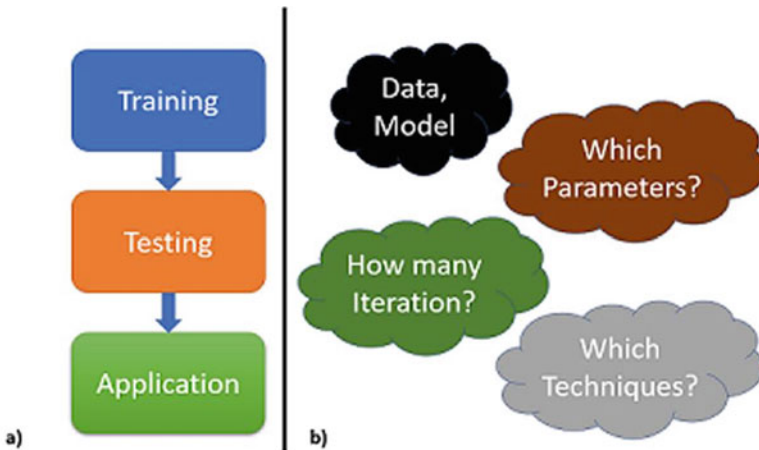 Training
Testing
Application
a)
Data,
Model
Which
Parameters?
How many
Iteration?
Which
Techniques?
b)